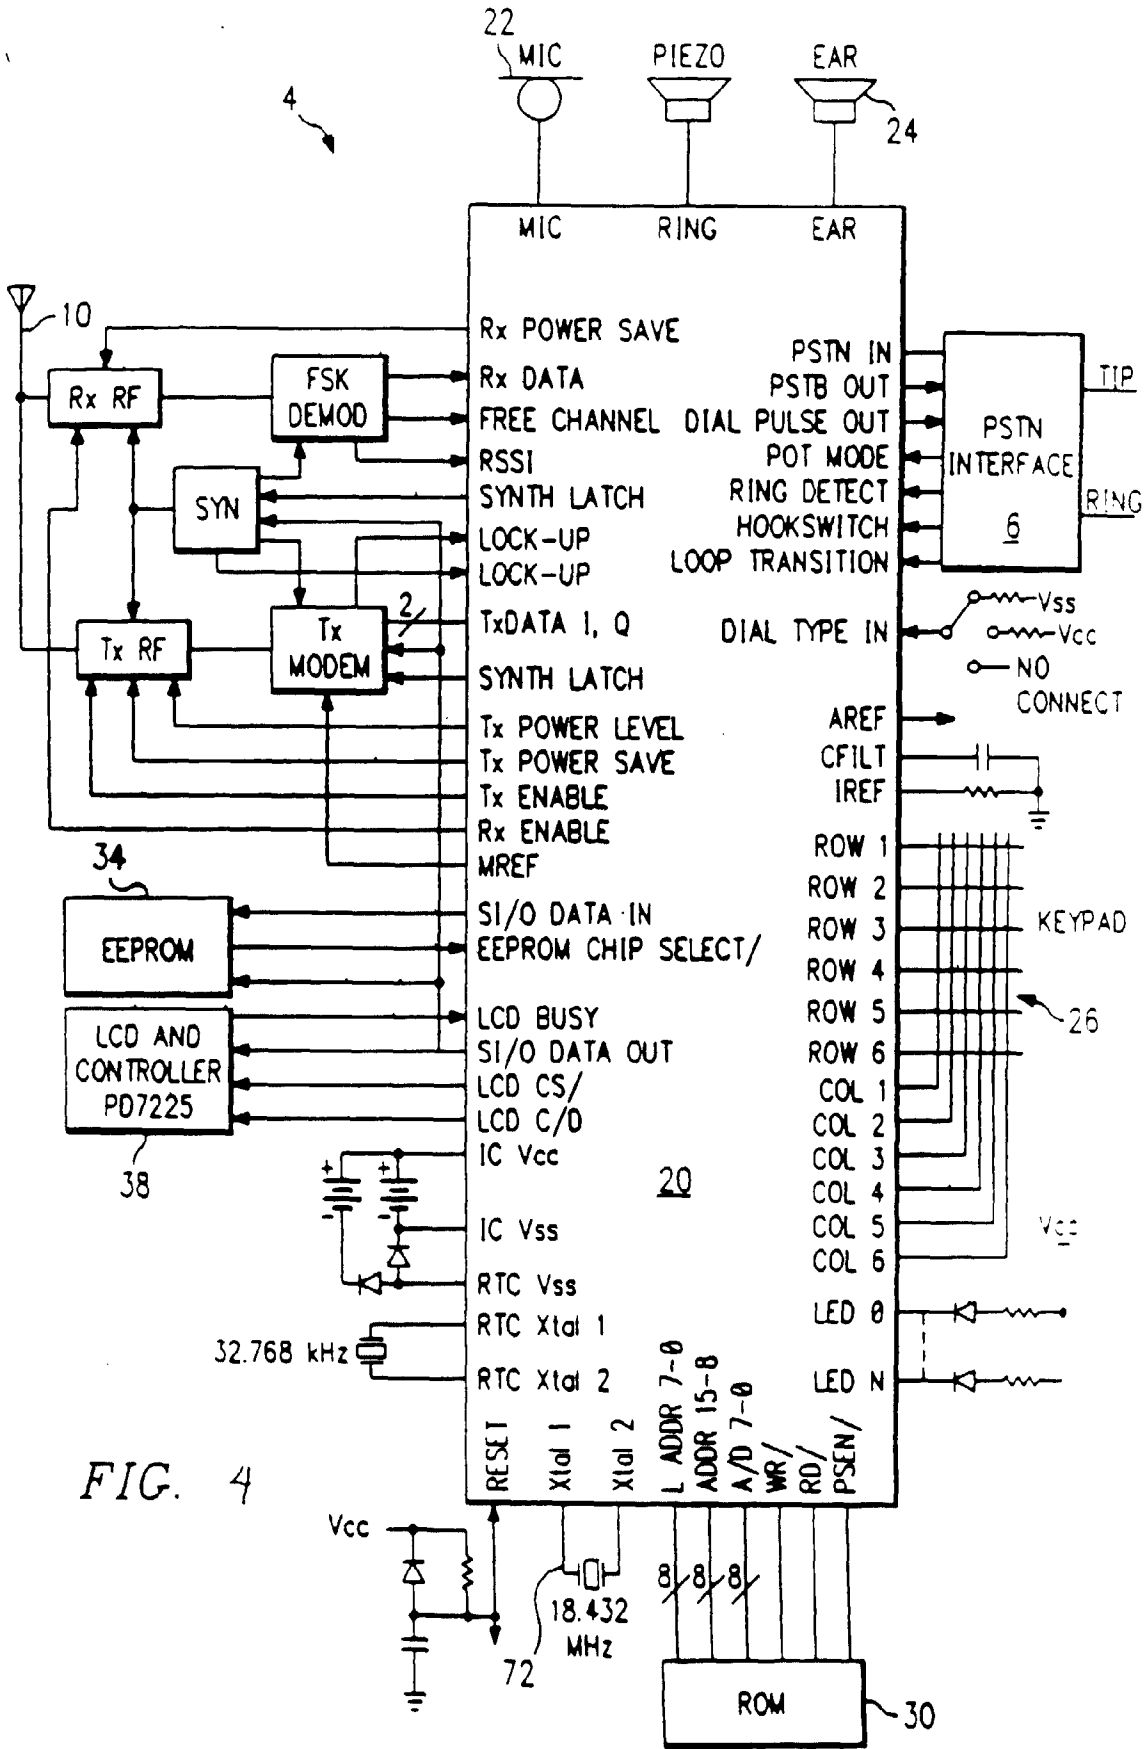 22
MIC
PIEZO
EAR
4
24
MIC
RING
EAR
10
Rx POWER SAVE
Rx RF
FSK
DEMOD
Rx DATA
FREE CHANNEL
RSSI
SYN
SYNTH LATCH
LOCK-UP
LOCK-UP
2
TxDATA I, Q
Tx RF
Tx
MODEM
SYNTH LATCH
Tx POWER LEVEL
Tx POWER SAVE
Tx ENABLE
Rx ENABLE
MREF
PSTN IN
PSTB OUT
DIAL PULSE OUT
POT MODE
RING DETECT
HOOKSWITCH
LOOP TRANSITION
PSTN
INTERFACE
6
TIP
RING
DIAL TYPE IN
Vss
Vcc
NO
CONNECT
AREF
CFILT
IREF
34
EEPROM
SI/O DATA IN
EEPROM CHIP SELECT/
LCD AND
CONTROLLER
PD7225
38
LCD BUSY
SI/O DATA OUT
LCD CS/
LCD C/D
ROW 1
ROW 2
ROW 3
ROW 4
ROW 5
ROW 6
KEYPAD
26
COL 1
COL 2
COL 3
COL 4
COL 5
COL 6
20
+
+
-
-
IC Vcc
IC Vss
RTC Vss
RTC Xtal 1
RTC Xtal 2
32.768 kHz
Vcc
LED 0
LED N
RESET
Xtal 1
Xtal 2
L ADDR 7-0
ADDR 15-8
A/D 7-0
WR/
RD/
PSEN/
FIG. 4
Vcc
72
18.432
MHz
8
8
8
ROM
30